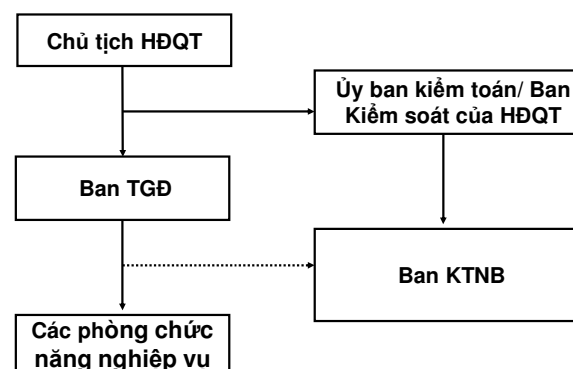 Chủ tịch HĐQT
Ủy ban kiểm toán/ Ban
Kiểm soát của HĐQT
Ban TGĐ
Ban KTNB
Các phòng chức
năng nghiệp vụ